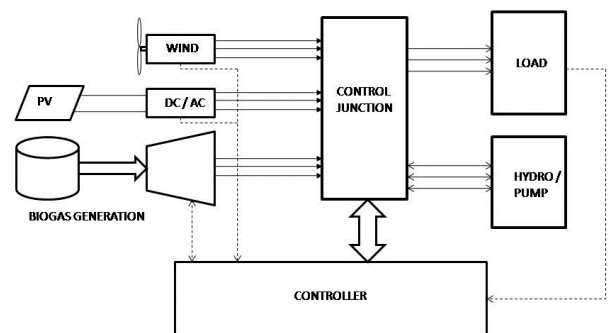 WIND
PV
DC/AC
BIOGAS GENERATION
CONTROL
JUNCTION
LOAD
HYDRO/
PUMP
CONTROLLER